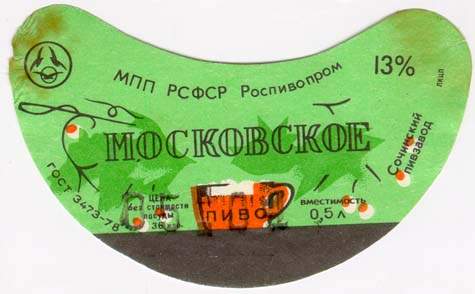 МПП РСФСР Роспивопром
13%
ЛКЦП
МОСКОВСКОЕ
Сочинский
пивзавод
ГОСТ 3473-78
ЦЕНА
без стоимости
посуды
36 коп.
ПИВО
вместимость
0,5 л